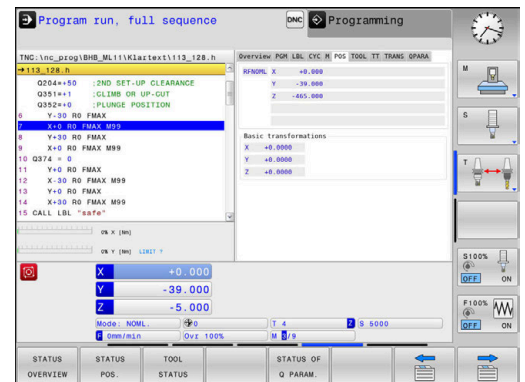 Program run, full sequence
DNC Programming
TNC:\nc_prog\BHB_ML11\Klartext\113_128.h
→113_128.h
Q204=+50 ;2ND SET-UP CLEARANCE
Q351=+1 ;CLIMB OR UP-CUT
Q352=+0 ;PLUNGE POSITION
6 Y-30 R0 FMAX
7 X+0 R0 FMAX M99
8 Y+30 R0 FMAX
9 X+0 R0 FMAX M99
10 Q374 = 0
11 Y+0 R0 FMAX
12 X-30 R0 FMAX M99
13 Y+0 R0 FMAX
14 X+30 R0 FMAX M99
15 CALL LBL "safe"
0% X [Nm]
0% Y [Nm] LIMIT 1
Overview PGM LBL CYC M POS TOOL TT TRANS QPARA
RFNOML X +0.000
Y -39.000
Z -465.000
Basic transformations
X +0.0000
Y +0.0000
Z +0.0000
X +0.000
Y -39.000
Z -5.000
Mode: NOML. 0 T 4 Z S 5000
F 0mm/min Ovr 100% M 5/9
M
S
T
S100%
OFF ON
F100%
OFF ON
STATUS OVERVIEW
STATUS POS.
TOOL STATUS
STATUS OF Q PARAM.